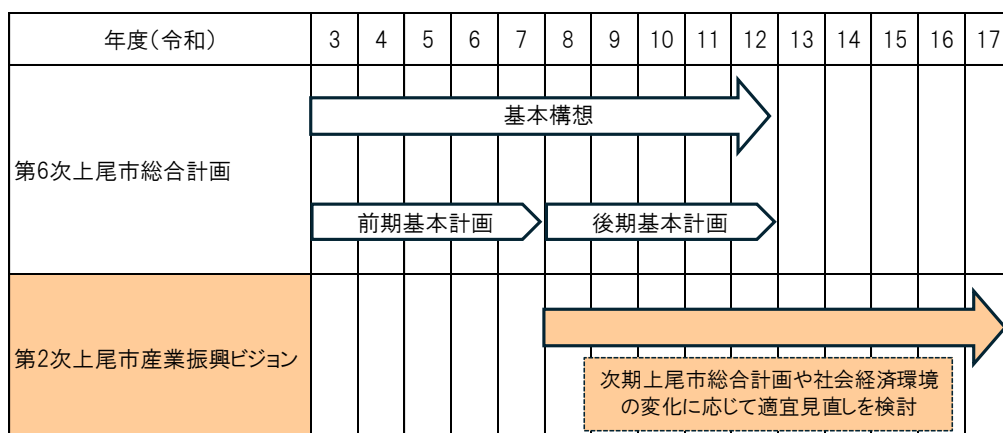 年度(令和) 3 4 5 6 7 8 9 10 11 12 13 14 15 16 17
基本構想
第6次上尾市総合計画
前期基本計画 後期基本計画
第2次上尾市産業振興ビジョン
次期上尾市総合計画や社会経済環境
の変化に応じて適宜見直しを検討